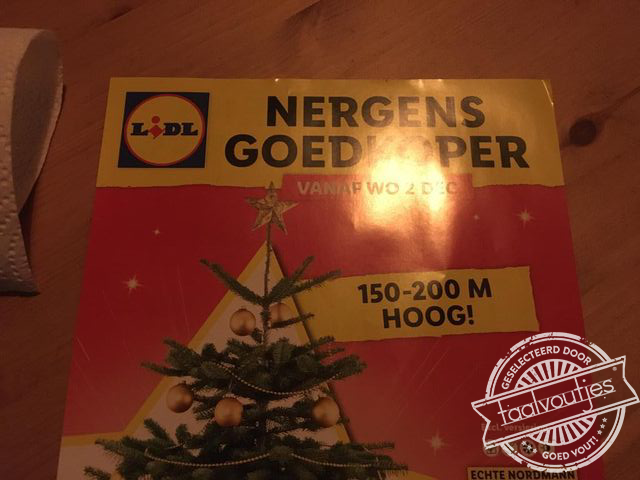 LIDL
NERGENS
GOEDKOPER
VANAF WO 2 DEC
150-200 M
HOOG!
GESELECTEERD DOOR
taalvoutjes
GOED VOUT!
ECHTE NORDMANN